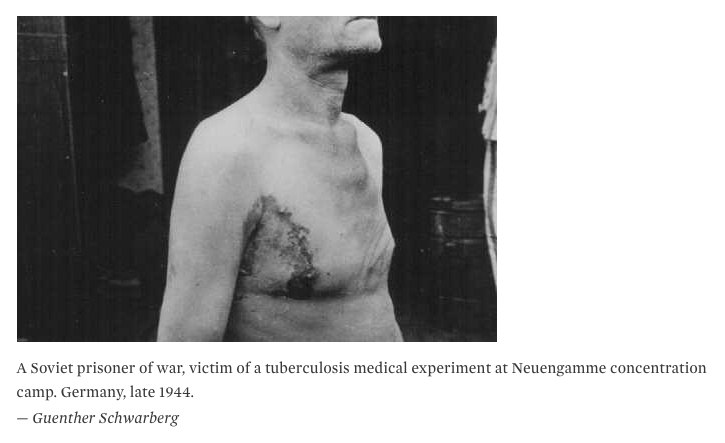 A Soviet prisoner of war, victim of a tuberculosis medical experiment at Neuengamme concentration
camp. Germany, late 1944.
— Guenther Schwarberg